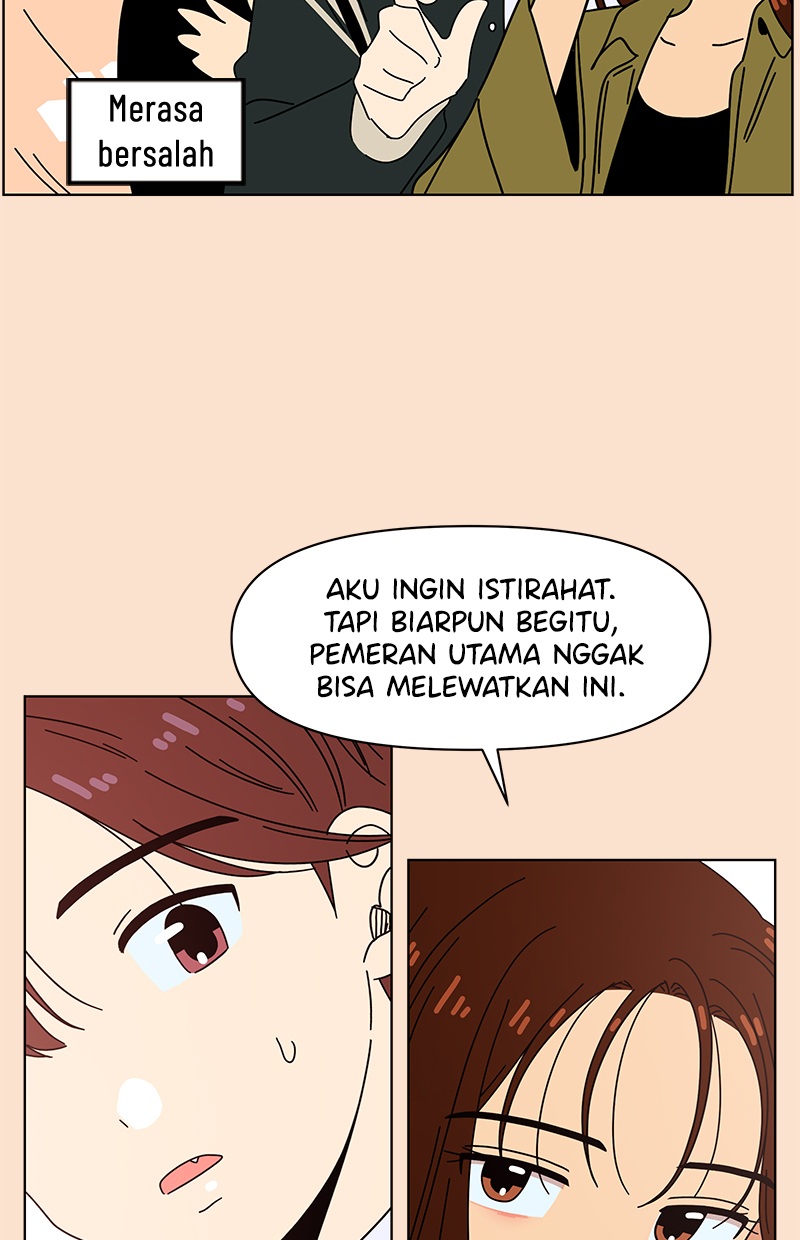 Merasa
bersalah
AKU INGIN ISTIRAHAT.
TAPI BIARPUN BEGITU,
PEMERAN UTAMA NGGAK
BISA MELEWATKAN INI.